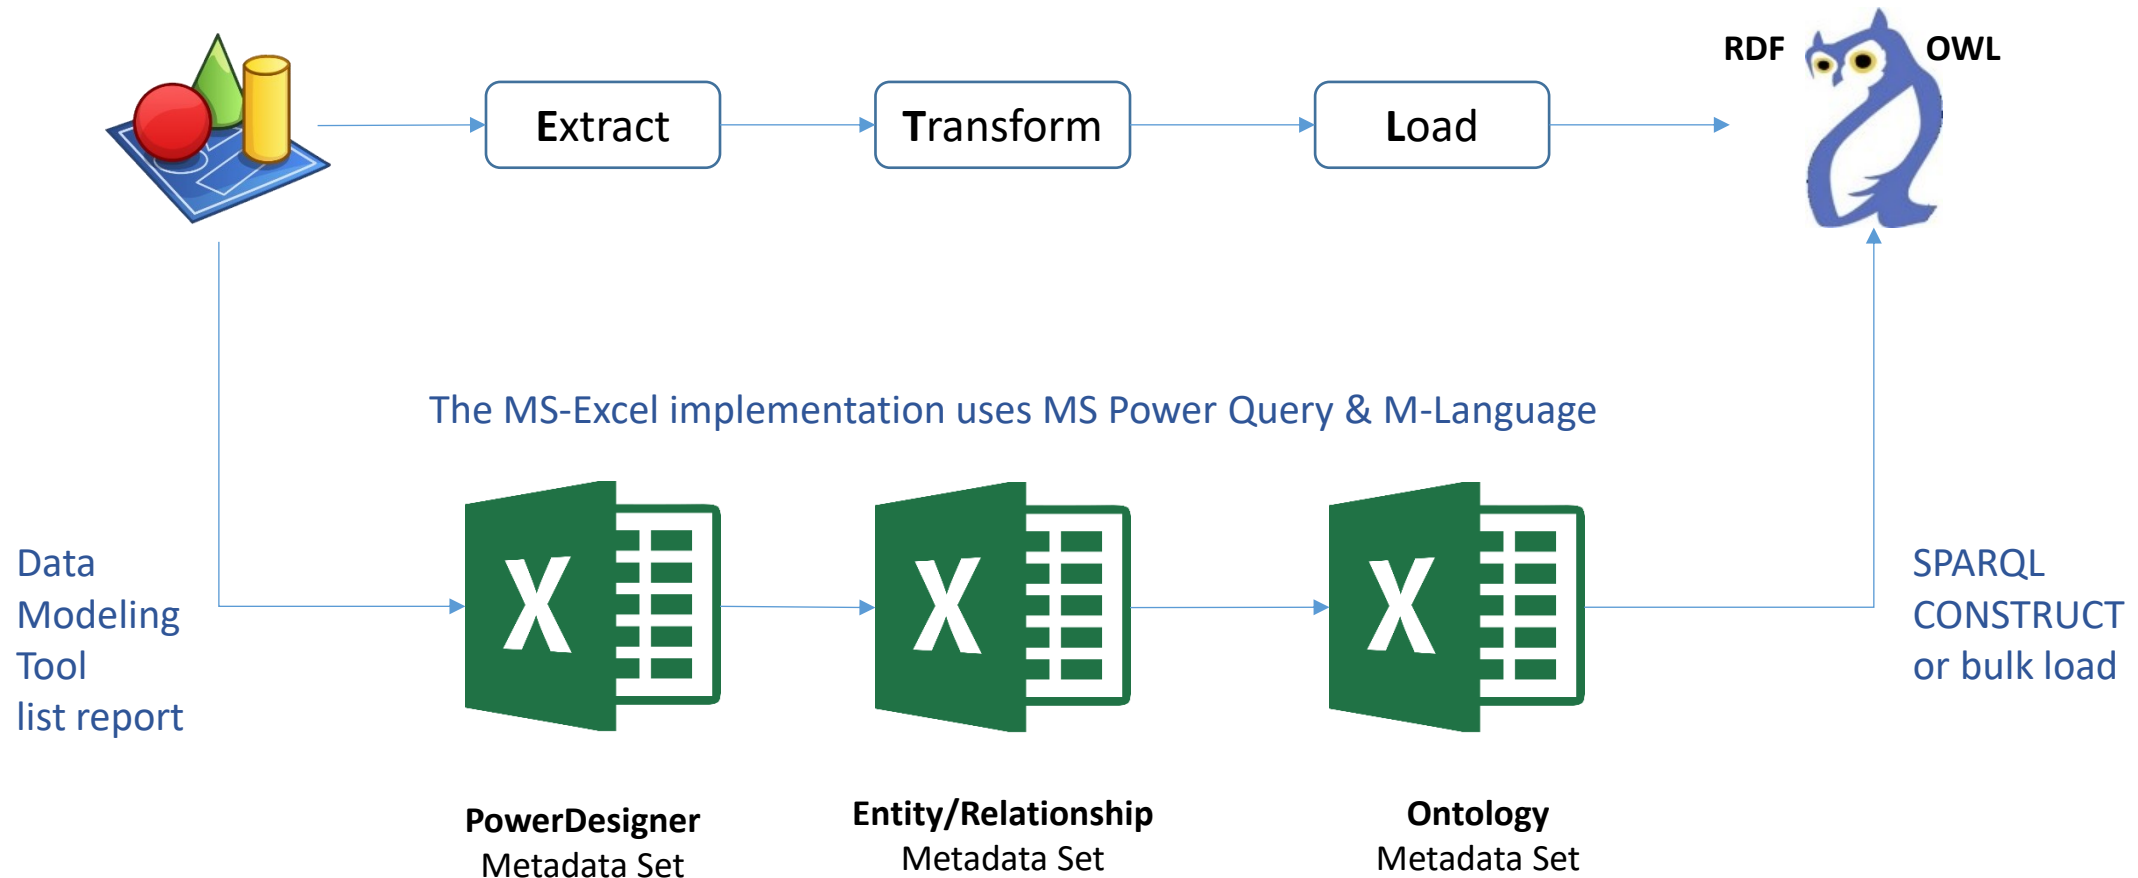 RDF
OWL
Extract
Transform
Load
The MS-Excel implementation uses MS Power Query & M-Language
Data
Modeling
Tool
list report
X
X
X
SPARQL
CONSTRUCT
or bulk load
PowerDesigner
Metadata Set
Entity/Relationship
Metadata Set
Ontology
Metadata Set